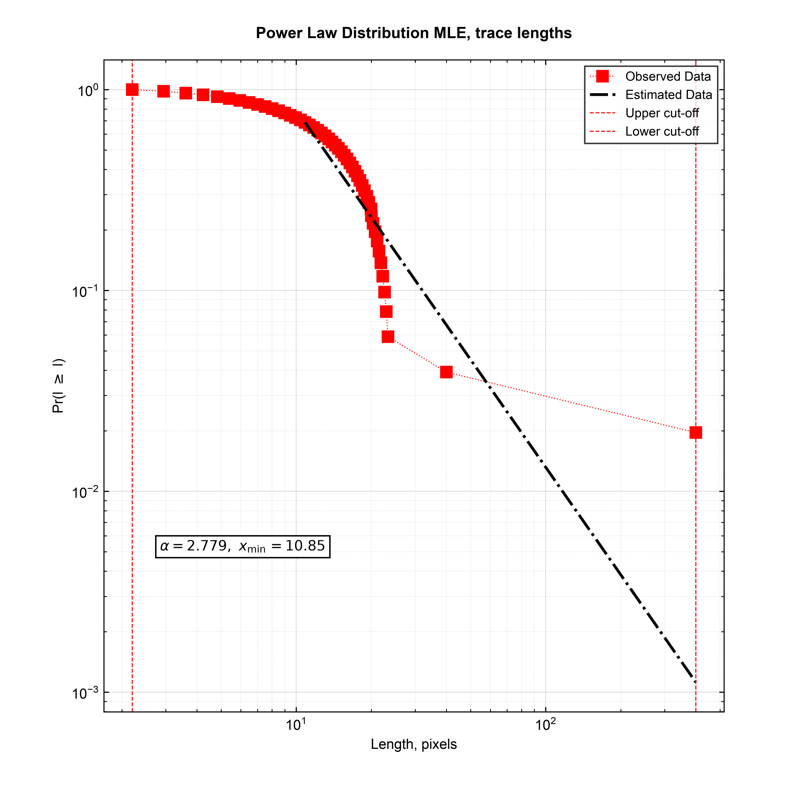 Power Law Distribution MLE, trace lengths
Observed Data
Estimated Data
Upper cut-off
Lower cut-off
10⁰
10⁻¹
10⁻²
10⁻³
Pr(l ≥ l)
α = 2.779, xmin = 10.85
10¹
10²
Length, pixels